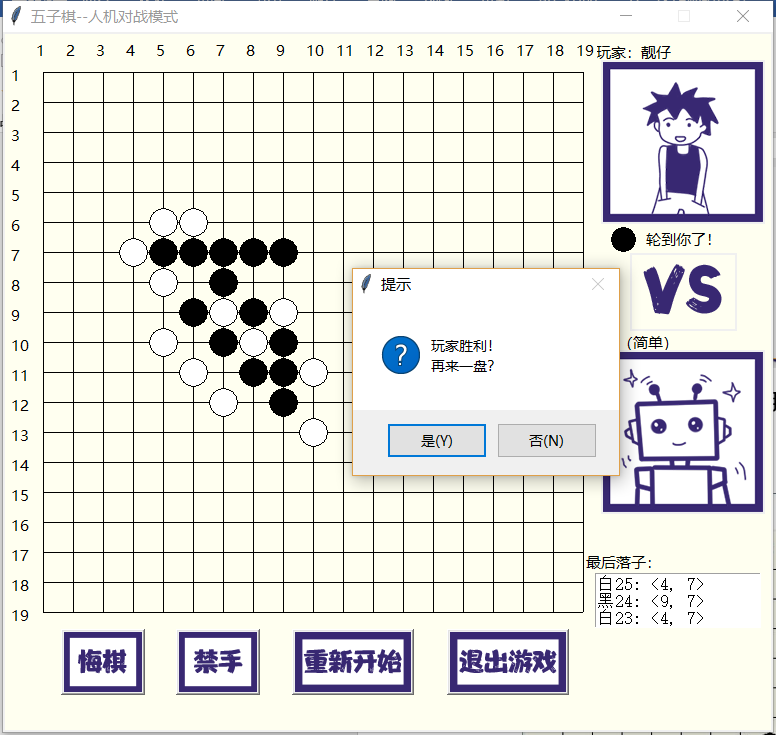 五子棋--人机对战模式
1 2 3 4 5 6 7 8 9 10 11 12 13 14 15 16 17 18 19
玩家：靓仔
1
2
3
4
5
6
7
8
9
10
11
12
13
14
15
16
17
18
19
轮到你了！
VS
（简单）
提示
玩家胜利！
再来一盘？
是(Y) 否(N)
最后落子：
白25: <4, 7>
黑24: <9, 7>
白23: <4, 7>
悔棋 禁手 重新开始 退出游戏